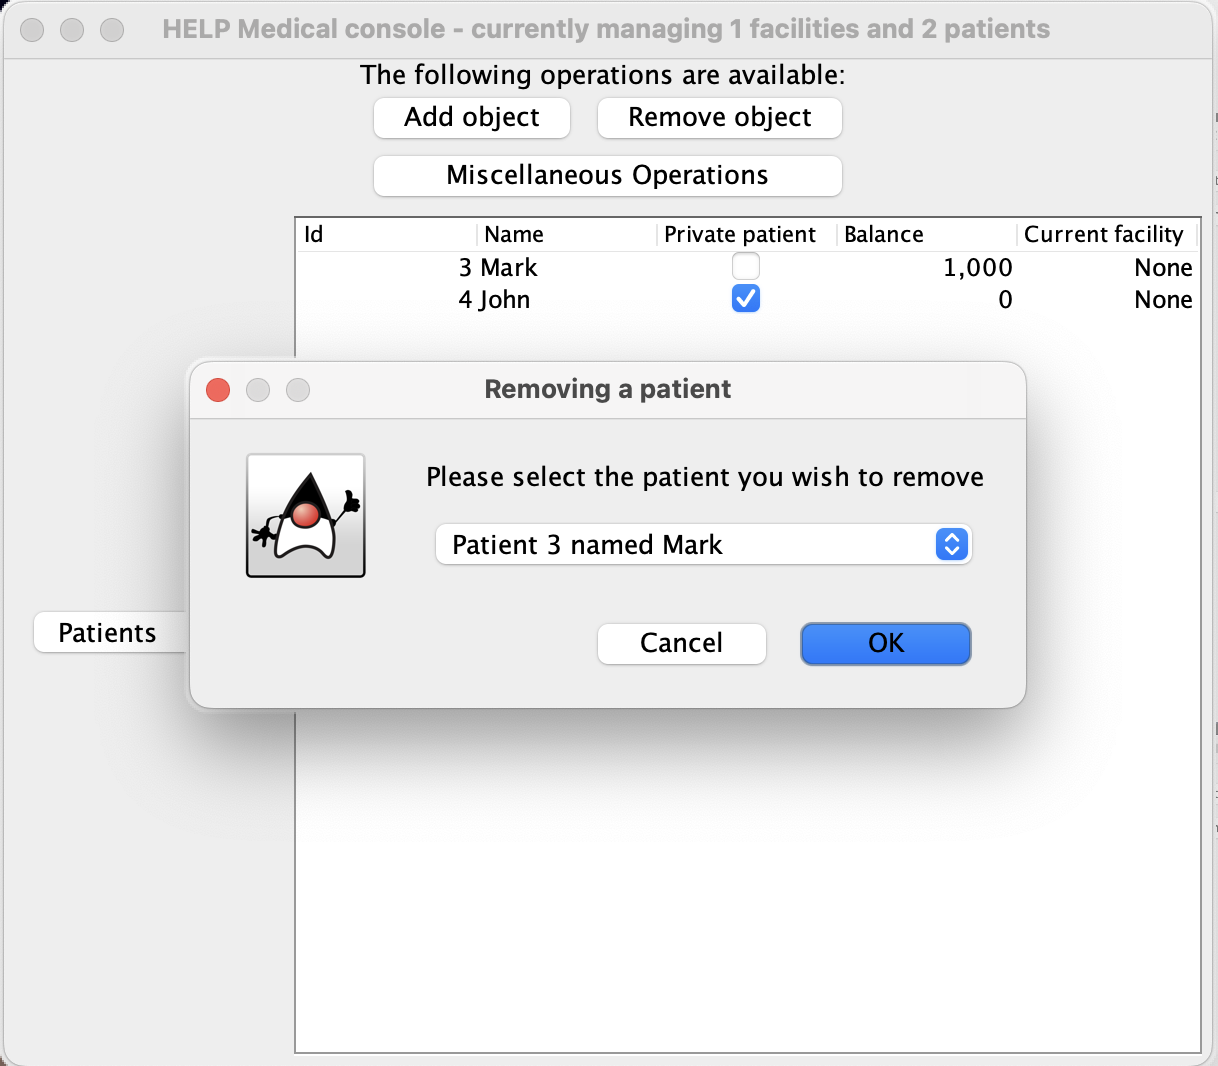 HELP Medical console - currently managing 1 facilities and 2 patients
The following operations are available:
Add object Remove object
Miscellaneous Operations
Id Name Private patient Balance Current facility
3 Mark 1,000 None
4 John 0 None
Removing a patient
Please select the patient you wish to remove
Patient 3 named Mark
Patients Cancel OK